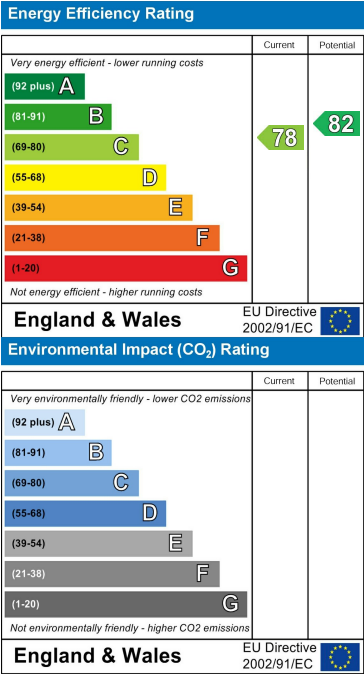 Energy Efficiency Rating
Current Potential
Very energy efficient - lower running costs
(92 plus) A
(81-91) B
(69-80) C
(55-68) D
(39-54) E
(21-38) F
(1-20) G
78 82
Not energy efficient - higher running costs
England & Wales
EU Directive
2002/91/EC
Environmental Impact (CO₂) Rating
Current Potential
Very environmentally friendly - lower CO2 emissions
(92 plus) A
(81-91) B
(69-80) C
(55-68) D
(39-54) E
(21-38) F
(1-20) G
Not environmentally friendly - higher CO2 emissions
England & Wales
EU Directive
2002/91/EC